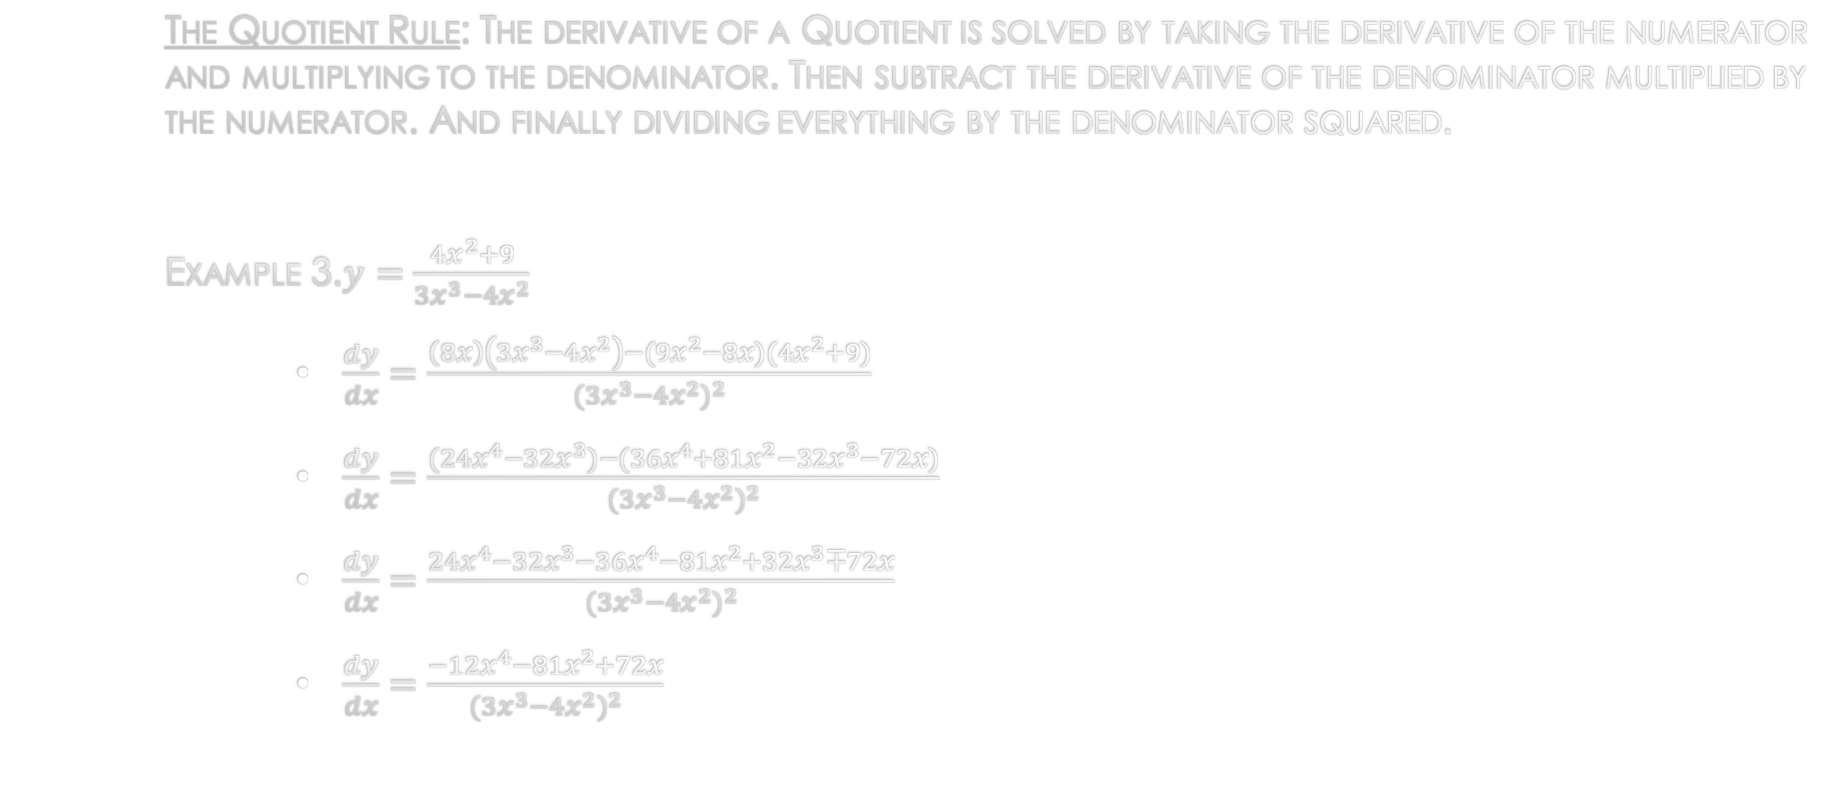 THE QUOTIENT RULE: THE DERIVATIVE OF A QUOTIENT IS SOLVED BY TAKING THE DERIVATIVE OF THE NUMERATOR
AND MULTIPLYING TO THE DENOMINATOR. THEN SUBTRACT THE DERIVATIVE OF THE DENOMINATOR MULTIPLIED BY
THE NUMERATOR. AND FINALLY DIVIDING EVERYTHING BY THE DENOMINATOR SQUARED.
EXAMPLE 3. y = (4x²+9)/(3x³−4x²)
○ dy/dx = ((8x)(3x³−4x²)−(9x²−8x)(4x²+9))/(3x³−4x²)²
○ dy/dx = ((24x⁴−32x³)−(36x⁴+81x²−32x³−72x))/(3x³−4x²)²
○ dy/dx = (24x⁴−32x³−36x⁴−81x²+32x³∓72x)/(3x³−4x²)²
○ dy/dx = (−12x⁴−81x²+72x)/(3x³−4x²)²